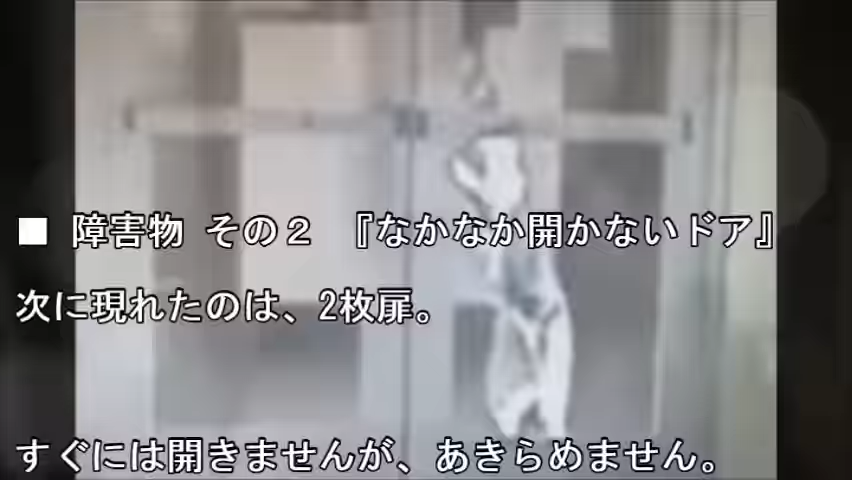 ■ 障害物 その２ 『なかなか開かないドア』
次に現れたのは、2枚扉。
すぐには開きませんが、あきらめません。